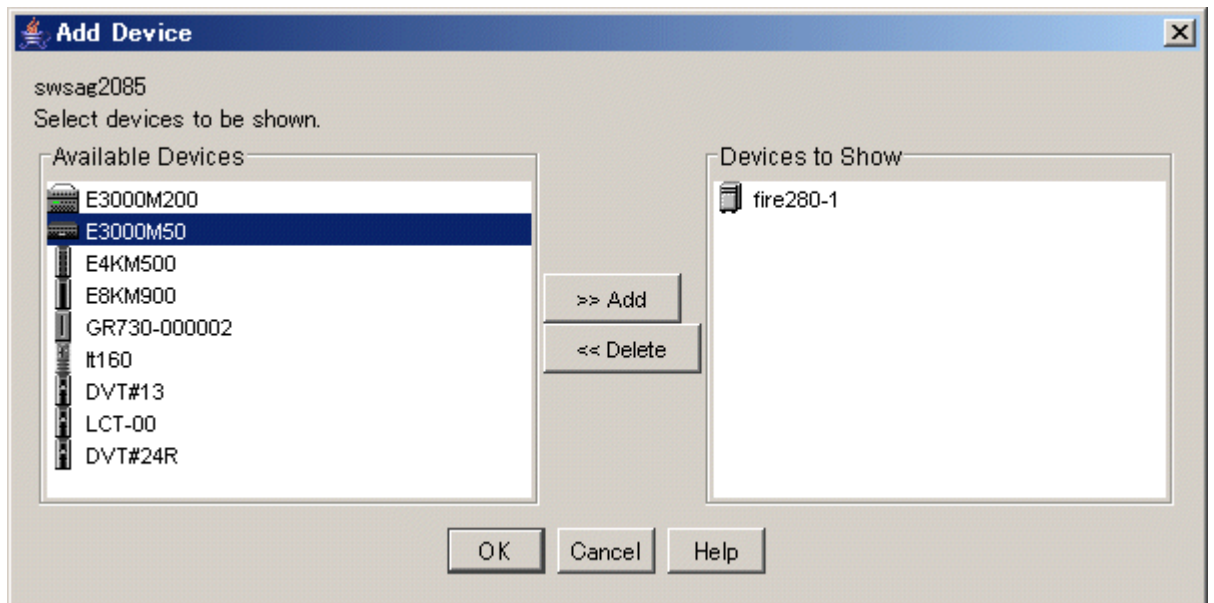 Add Device
swsag2085
Select devices to be shown.
Available Devices
E3000M200
E3000M50
E4KM500
E8KM900
GR730-000002
lt160
DVT#13
LCT-00
DVT#24R
>> Add
<< Delete
Devices to Show
fire280-1
OK
Cancel
Help